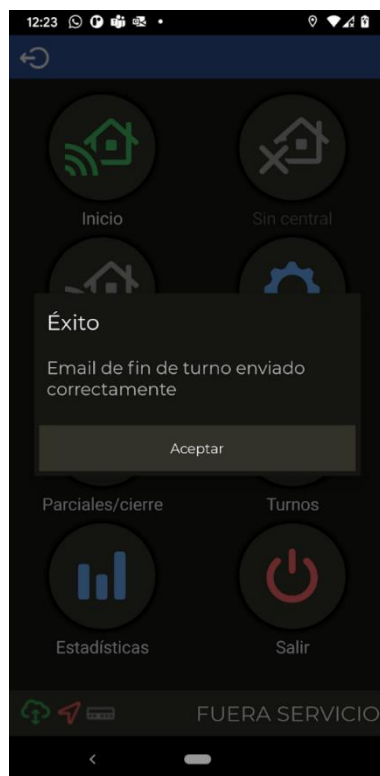 12:23
Inicio
Sin central
Éxito
Email de fin de turno enviado
correctamente
Aceptar
Parciales/cierre
Turnos
Estadísticas
Salir
FUERA SERVICIO